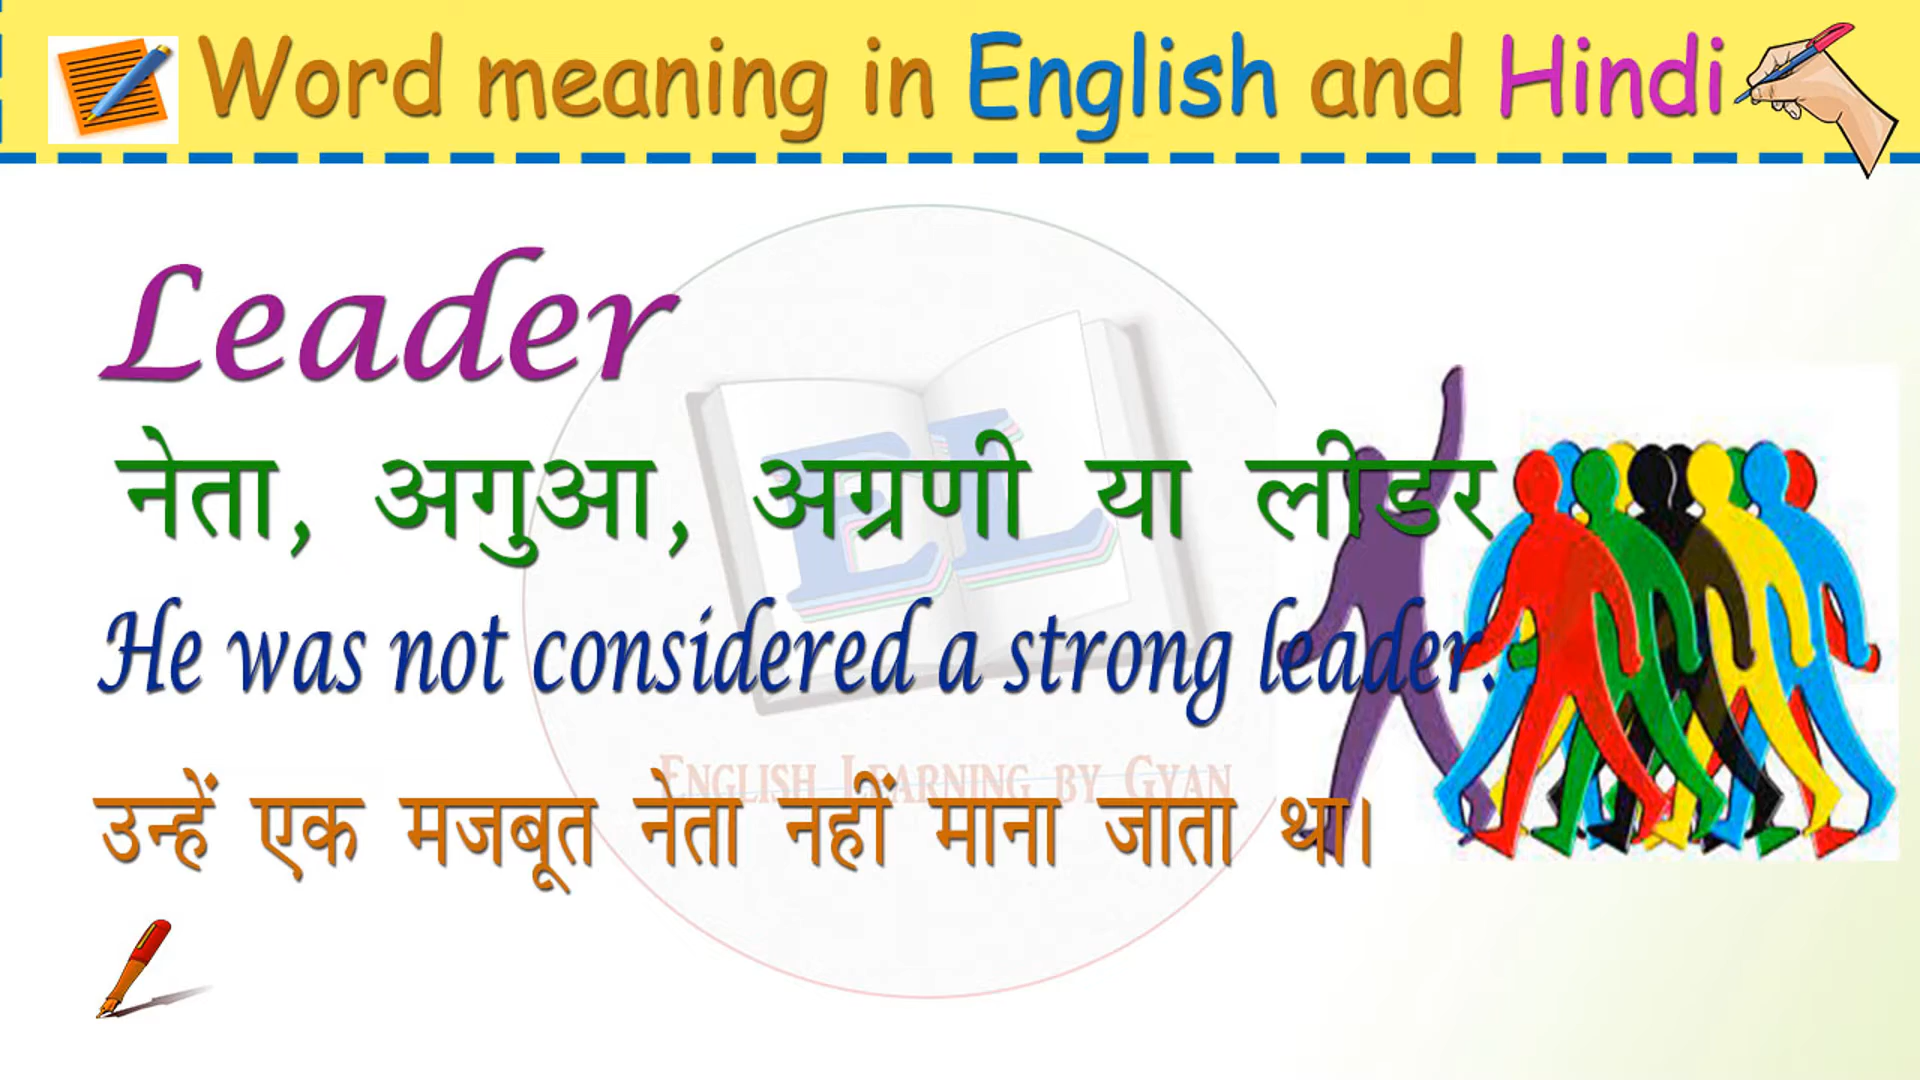 Word meaning in English and Hindi
Leader
नेता, अगुआ, अग्रणी या लीडर
He was not considered a strong leader.
ENGLISH LEARNING BY GYAN
उन्हें एक मजबूत नेता नहीं माना जाता था।
EL